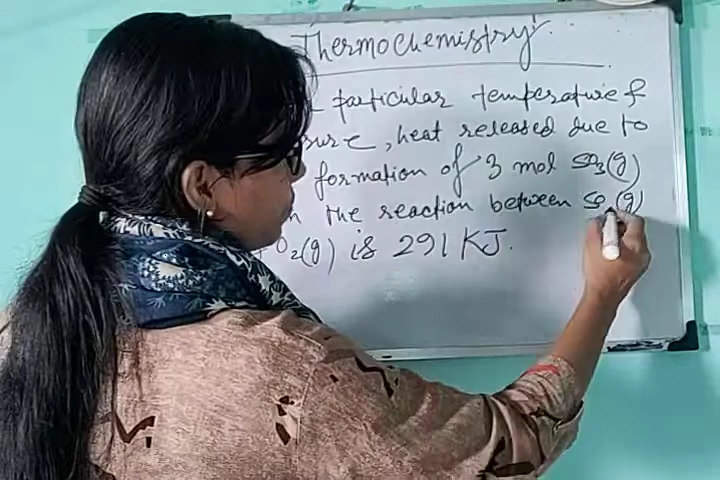 Thermochemistry
particular temperature &
sure, heat released due to
formation of 3 mol SO3(g)
n the reaction between SO (g)
O2(g) is 291 KJ.